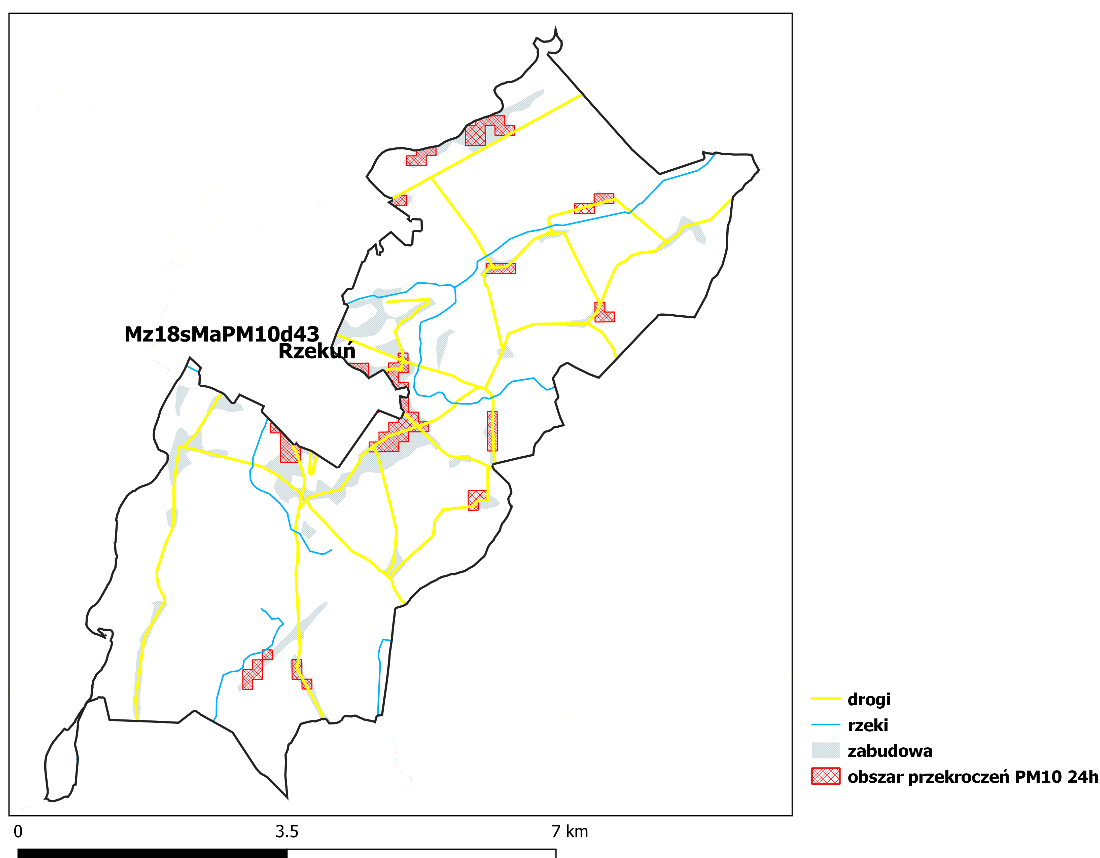 Mz18sMaPM10d43
Rzekuń
drogi
rzeki
zabudowa
obszar przekroczeń PM10 24h
0 3.5 7 km